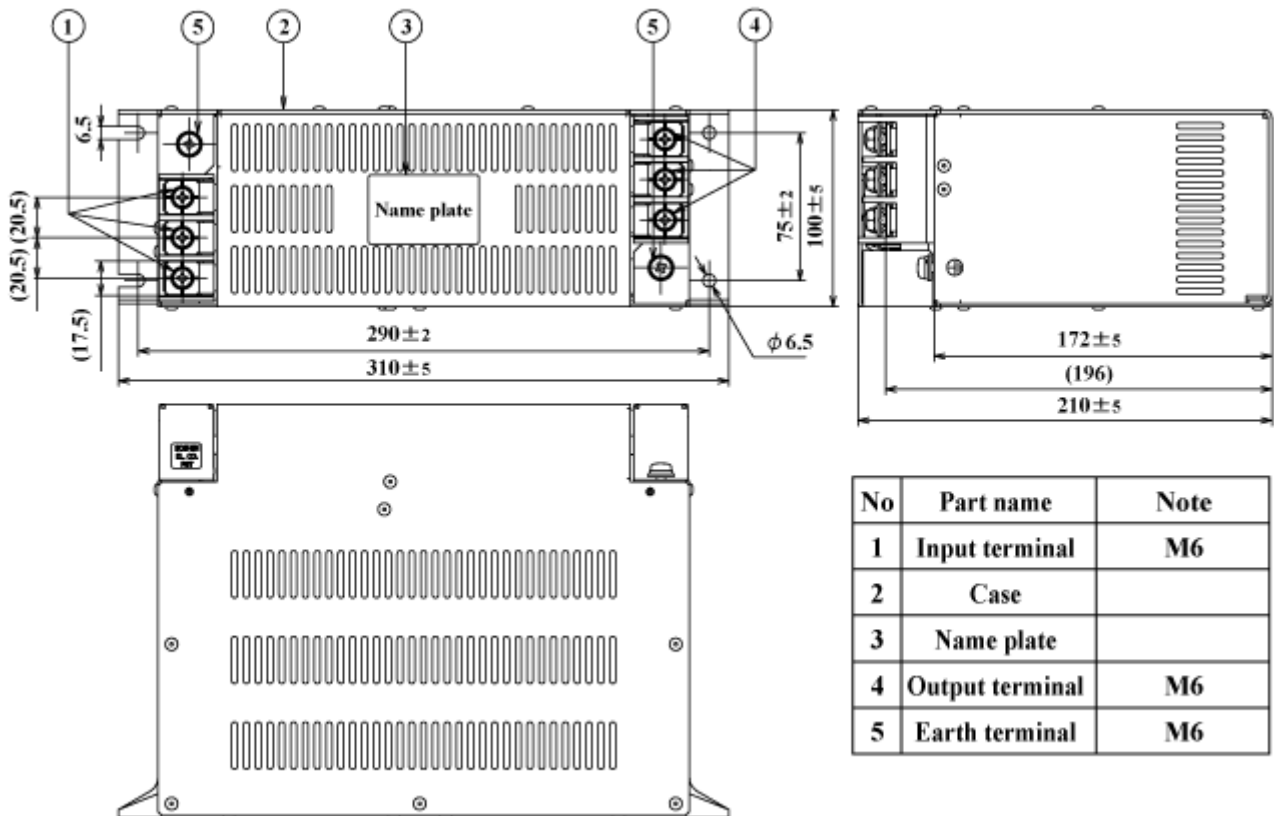 1 5 2 3 5 4
6.5
(20.5) (20.5)
(17.5)
Name plate
75±2
100±5
290±2
310±5
ϕ6.5
172±5
(196)
210±5
No Part name Note
1 Input terminal M6
2 Case
3 Name plate
4 Output terminal M6
5 Earth terminal M6